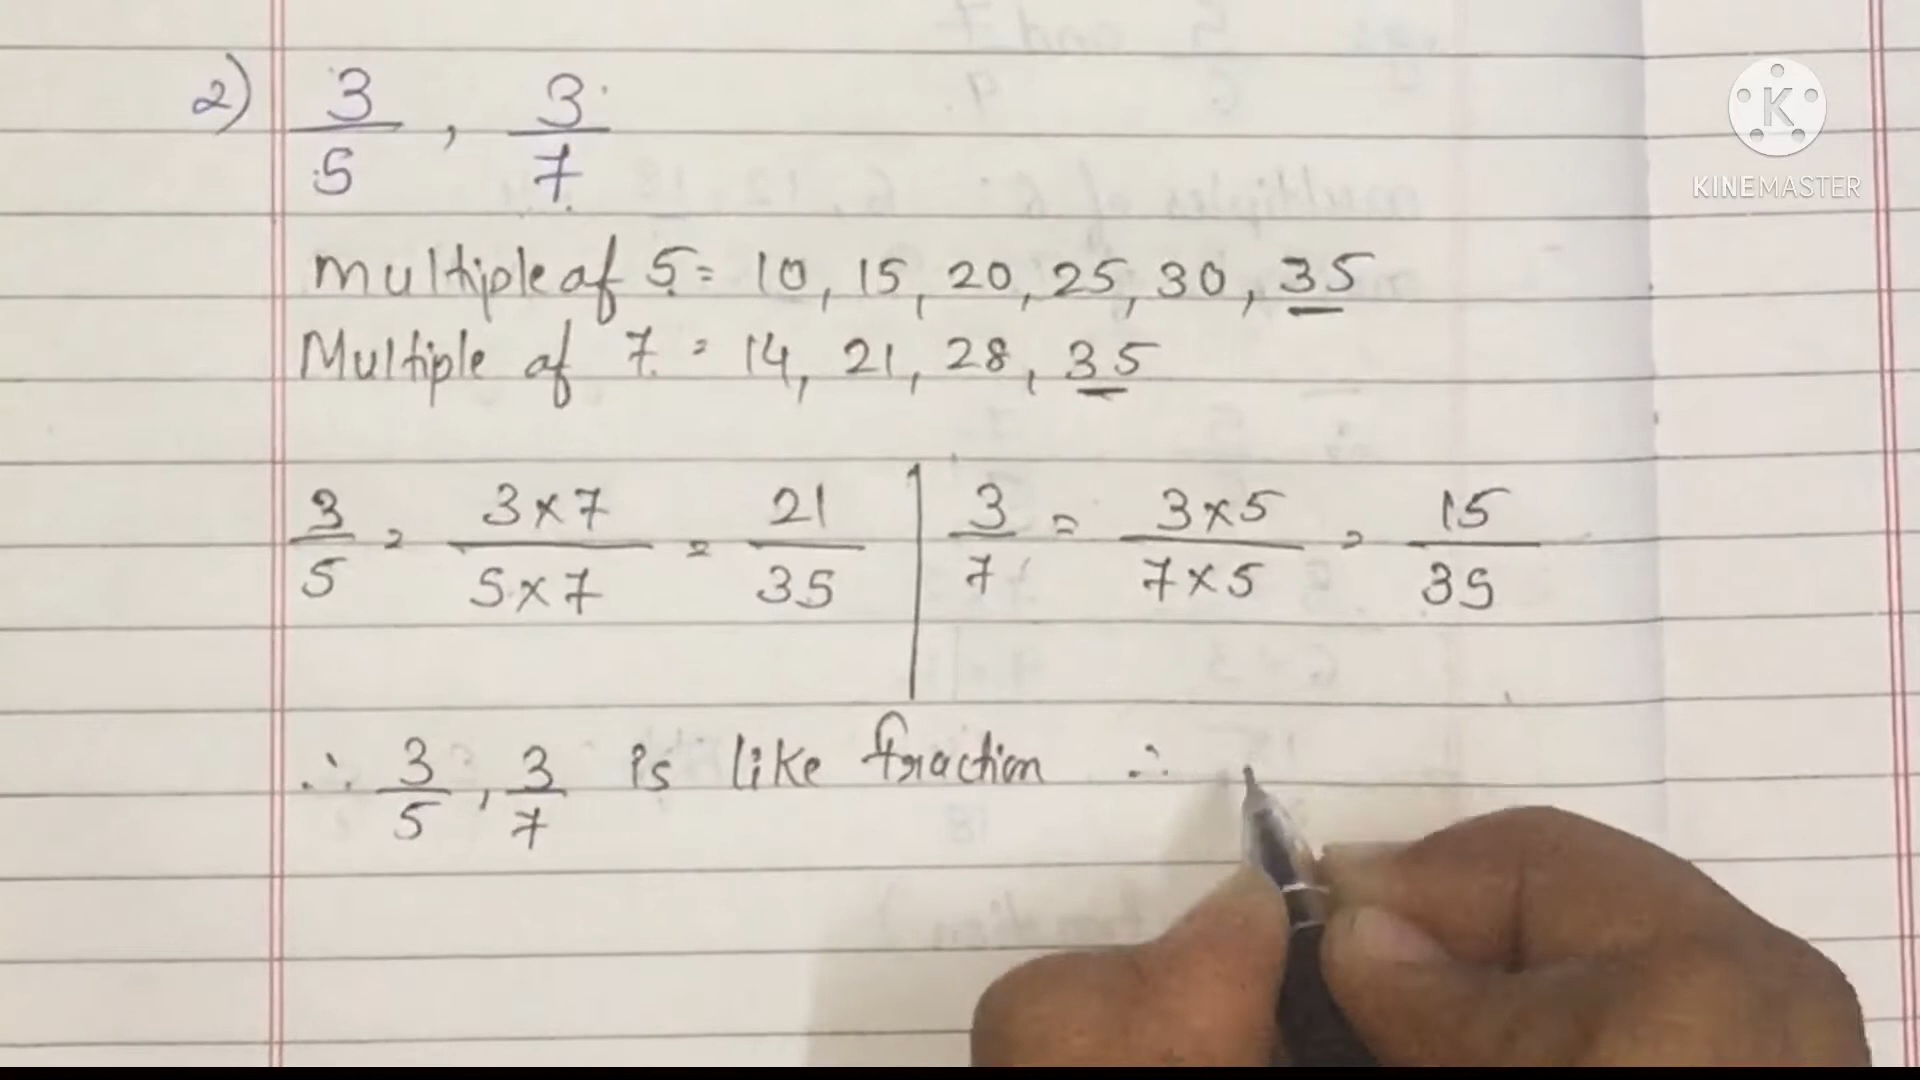 2) 3/5 , 3/7
KINEMASTER
multiple of 5 = 10, 15, 20, 25, 30, 35
Multiple of 7 = 14, 21, 28, 35
3/5 = 3×7/5×7 = 21/35 | 3/7 = 3×5/7×5 = 15/35
∴ 3/5 , 3/7 is like fraction ∴